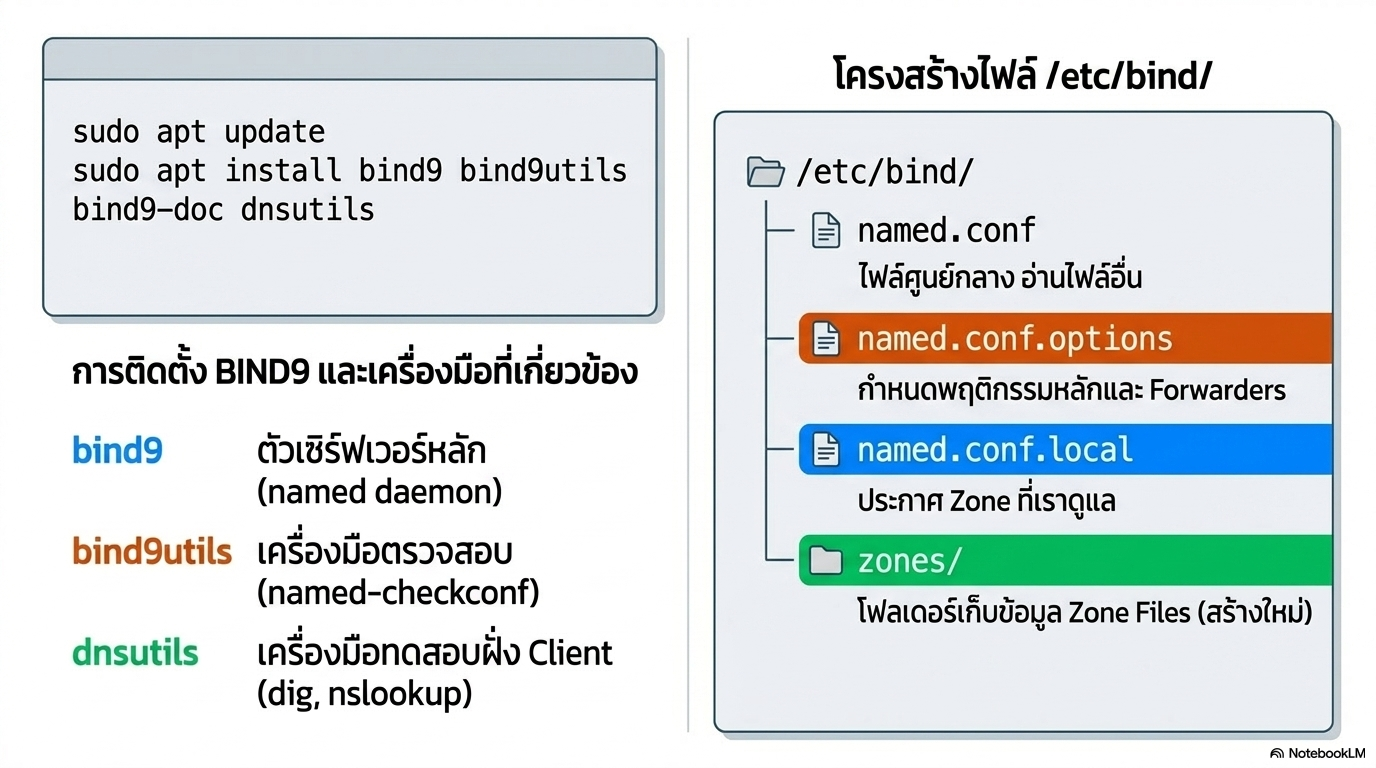 sudo apt update
sudo apt install bind9 bind9utils
bind9-doc dnsutils
การติดตั้ง BIND9 และเครื่องมือที่เกี่ยวข้อง
bind9 ตัวเซิร์ฟเวอร์หลัก
(named daemon)
bind9utils เครื่องมือตรวจสอบ
(named-checkconf)
dnsutils เครื่องมือทดสอบฝั่ง Client
(dig, nslookup)
โครงสร้างไฟล์ /etc/bind/
/etc/bind/
named.conf
ไฟล์ศูนย์กลาง อ่านไฟล์อื่น
named.conf.options
กำหนดพฤติกรรมหลักและ Forwarders
named.conf.local
ประกาศ Zone ที่เราดูแล
zones/
โฟลเดอร์เก็บข้อมูล Zone Files (สร้างใหม่)
NotebookLM